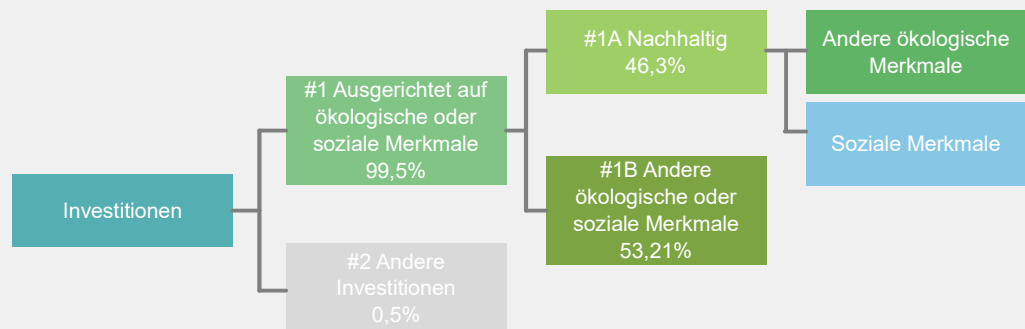 Investitionen
#1 Ausgerichtet auf
ökologische oder
soziale Merkmale
99,5%
#2 Andere
Investitionen
0,5%
#1A Nachhaltig
46,3%
#1B Andere
ökologische oder
soziale Merkmale
53,21%
Andere ökologische
Merkmale
Soziale Merkmale